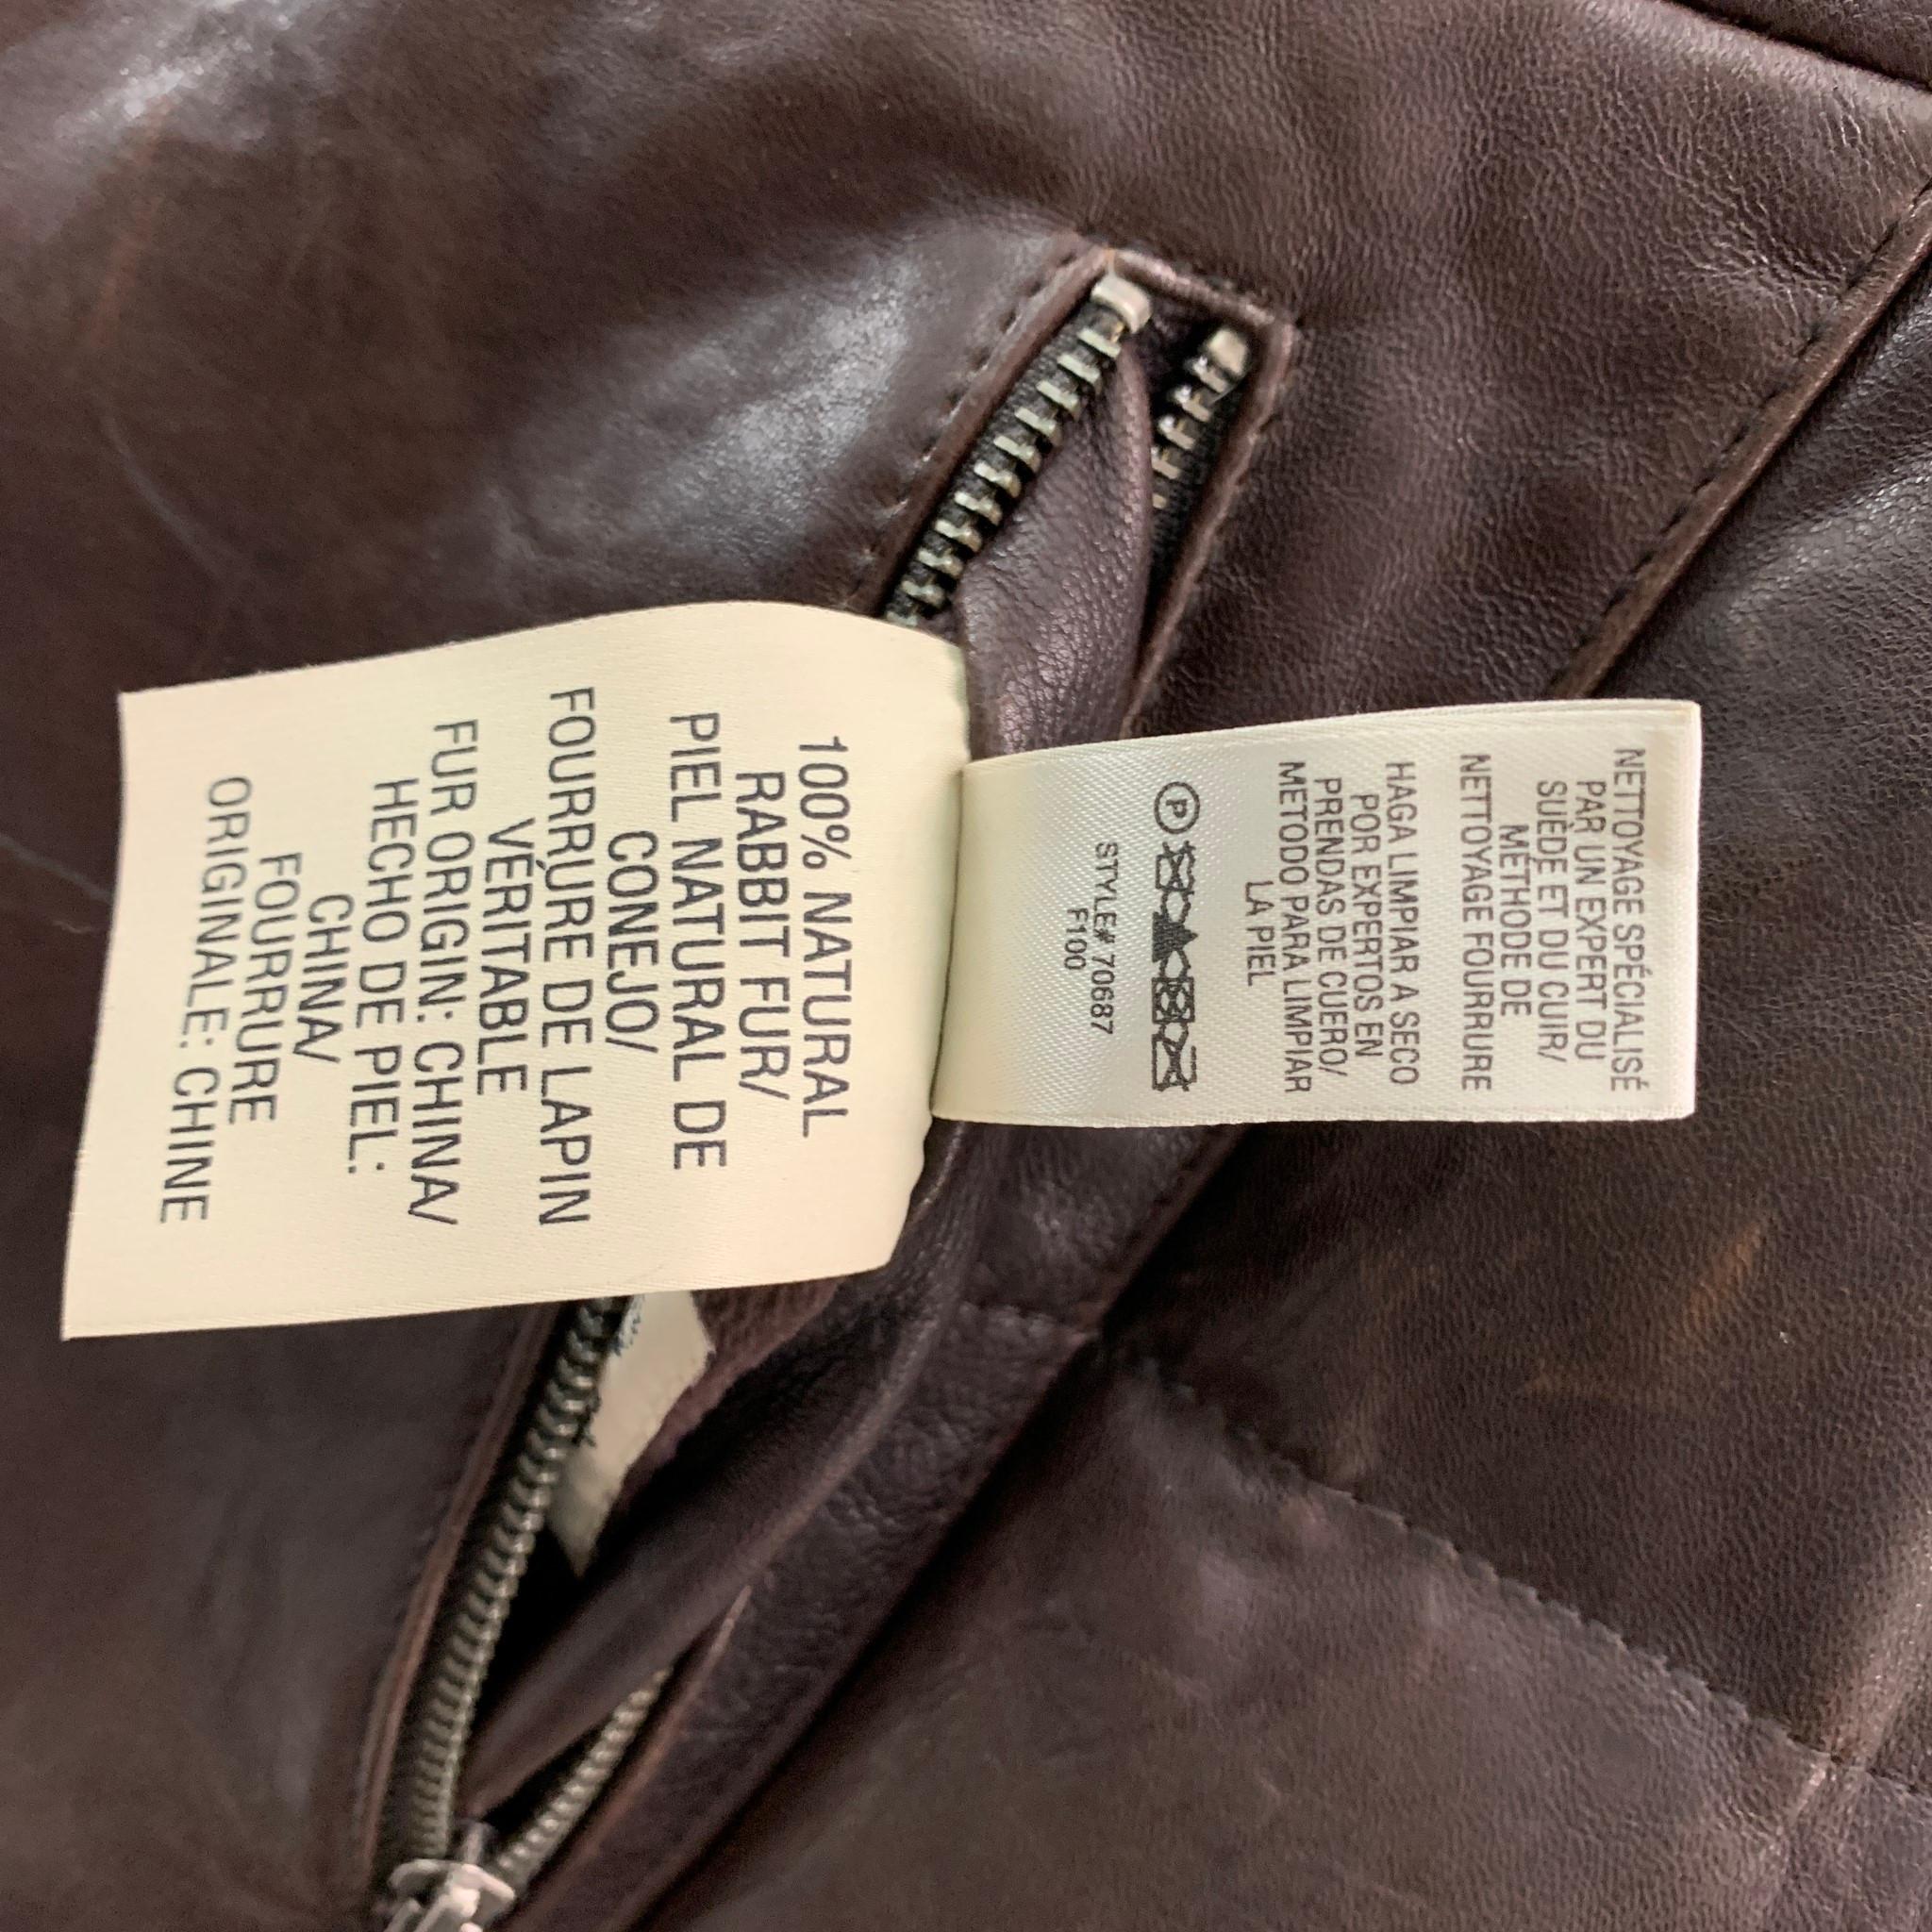 100% NATURAL
RABBIT FUR/
PIEL NATURAL DE
CONEJO/
FOURRURE DE LAPIN
VÉRITABLE
FUR ORIGIN: CHINA/
HECHO DE PIEL:
CHINA/
FOURRURE
ORIGINALE: CHINE
NETTOYAGE SPÉCIALISÉ
PAR UN EXPERT DU
SUÈDE ET DU CUIR/
MÉTHODE DE
NETTOYAGE FOURRURE
HAGA LIMPIAR A SECO
POR EXPERTOS EN
PRENDAS DE CUERO/
METODO PARA LIMPIAR
LA PIEL
P
STYLE# 70687
F100